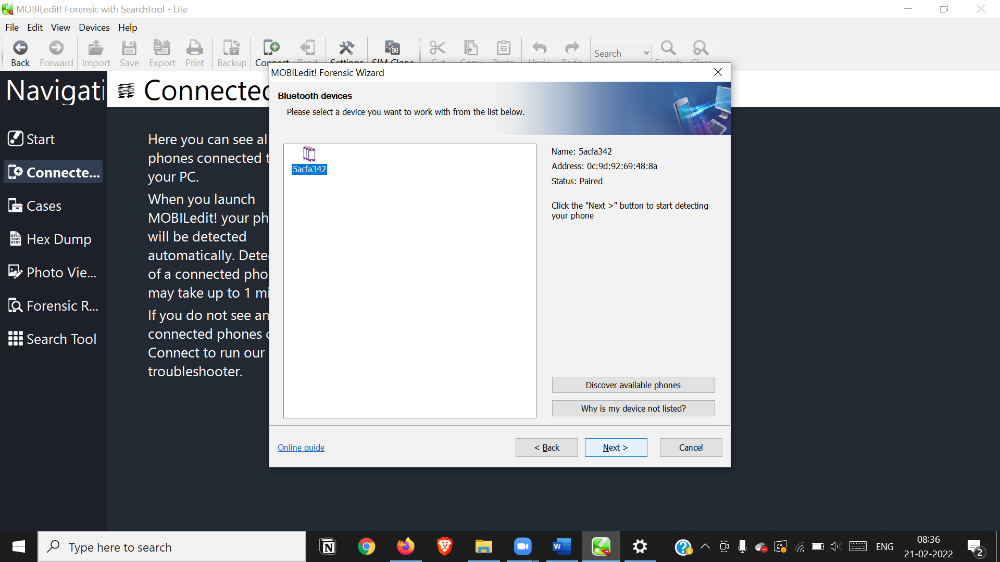 MOBILedit! Forensic with Searchtool - Lite
File Edit View Devices Help
Back Forward Import Save Export Print Backup Connect Read Settings SIM Clone Cut Copy Paste Undo Redo Search Search Clear
MOBILedit! Forensic Wizard
Navigati
Connected
Bluetooth devices
Please select a device you want to work with from the list below.
Start
Connecte...
Cases
Hex Dump
Photo Vie...
Forensic R...
Search Tool
Here you can see all
phones connected t
your PC.
When you launch
MOBILedit! your ph
will be detected
automatically. Dete
of a connected pho
may take up to 1 mi
If you do not see an
connected phones
Connect to run our
troubleshooter.
5acfa342
Name: 5acfa342
Address: 0c:9d:92:69:48:8a
Status: Paired
Click the "Next >" button to start detecting
your phone
Discover available phones
Why is my device not listed?
Online guide
< Back
Next >
Cancel
Type here to search
ENG
08:36
21-02-2022
2